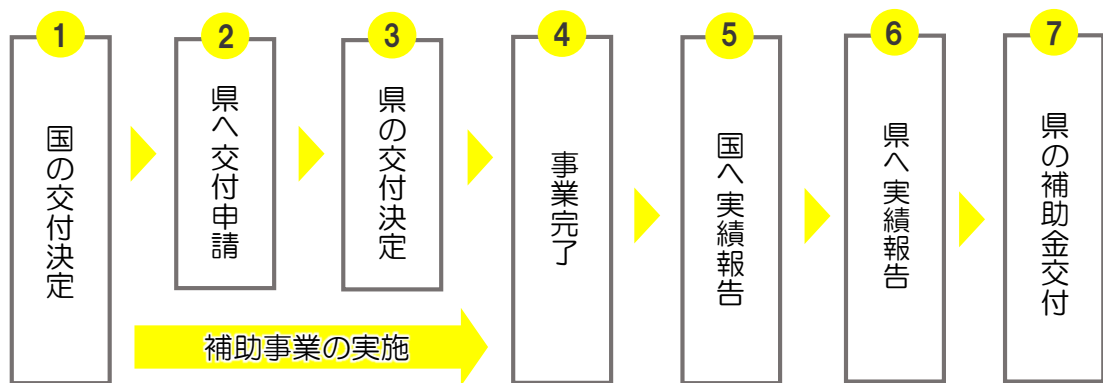 1
国の交付決定
2
県へ交付申請
3
県の交付決定
4
事業完了
5
国へ実績報告
6
県へ実績報告
7
県の補助金交付
補助事業の実施